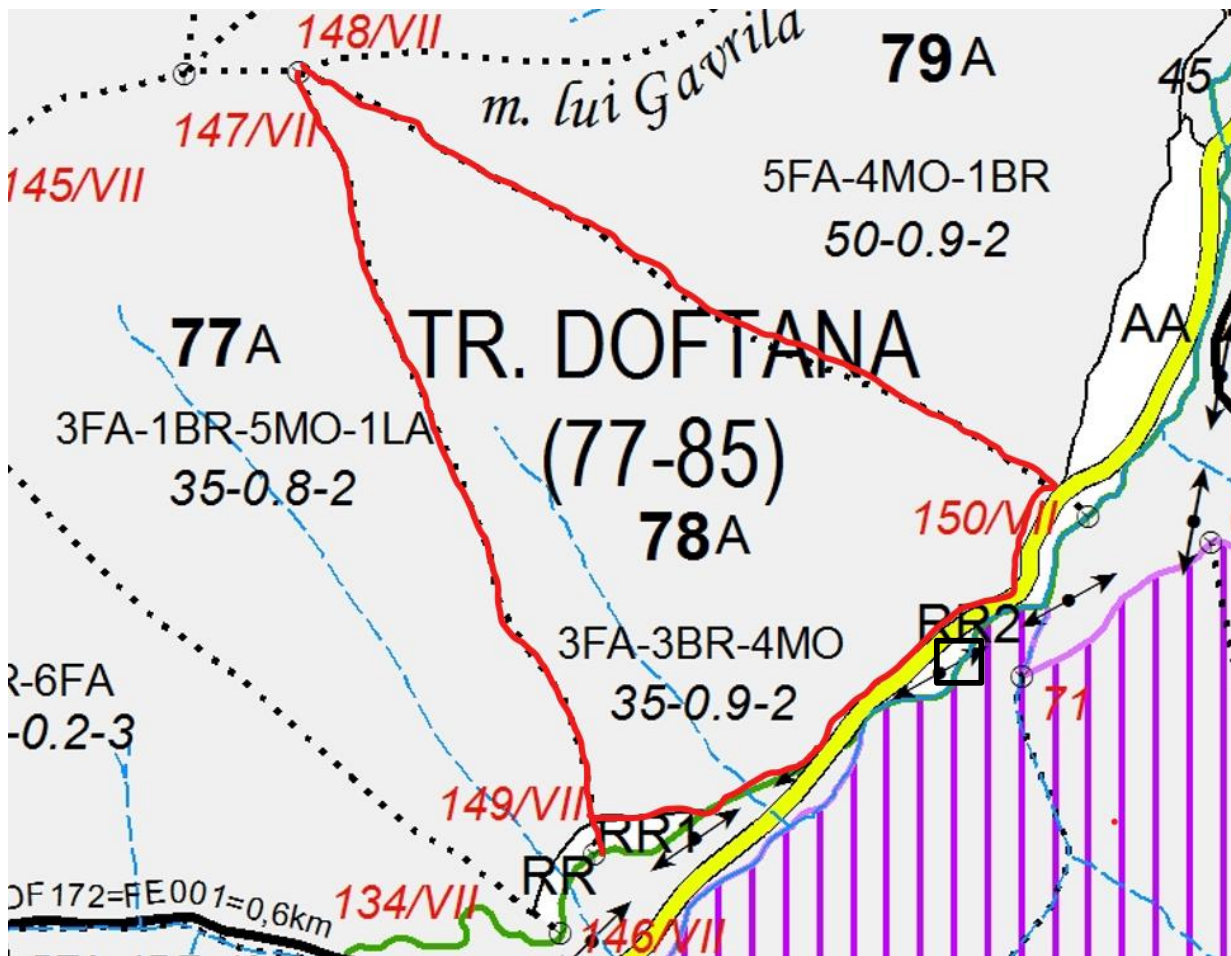 148/VII
79 A
m. lui Gavrila
45
147/VII
145/VII
5FA-4MO-1BR
50-0.9-2
TR. DOFTANA
AA
77A
3FA-1BR-5MO-1LA
35-0.8-2
(77-85)
150/VII
78A
RR2
3FA-3BR-4MO
35-0.9-2
R-6FA
-0.2-3
71
149/VII
RR1
RR
134/VII
146/VII
OF172=FE001=0,6km